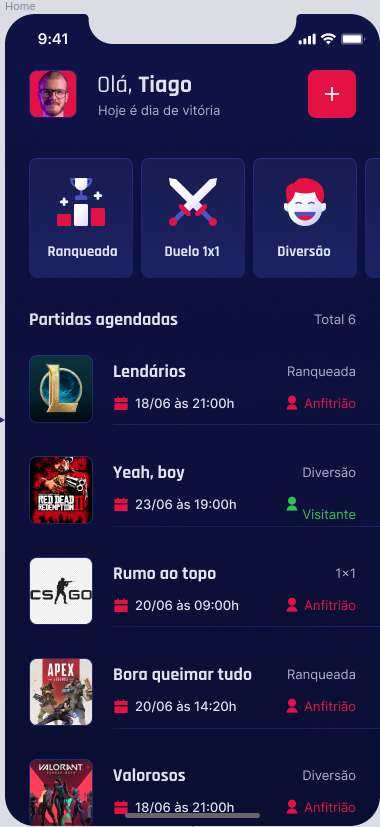 Home
9:41
Olá, Tiago
Hoje é dia de vitória
Ranqueada
Duelo 1x1
Diversão
Partidas agendadas
Total 6
Lendários
Ranqueada
18/06 às 21:00h
Anfitrião
RED DEAD
REDEMPTION II
Yeah, boy
Diversão
23/06 às 19:00h
Visitante
CS GO
Rumo ao topo
1x1
20/06 às 09:00h
Anfitrião
APEX
LEGENDS
Bora queimar tudo
Ranqueada
20/06 às 14:20h
Anfitrião
VALORANT
Valorosos
Diversão
18/06 às 21:00h
Anfitrião